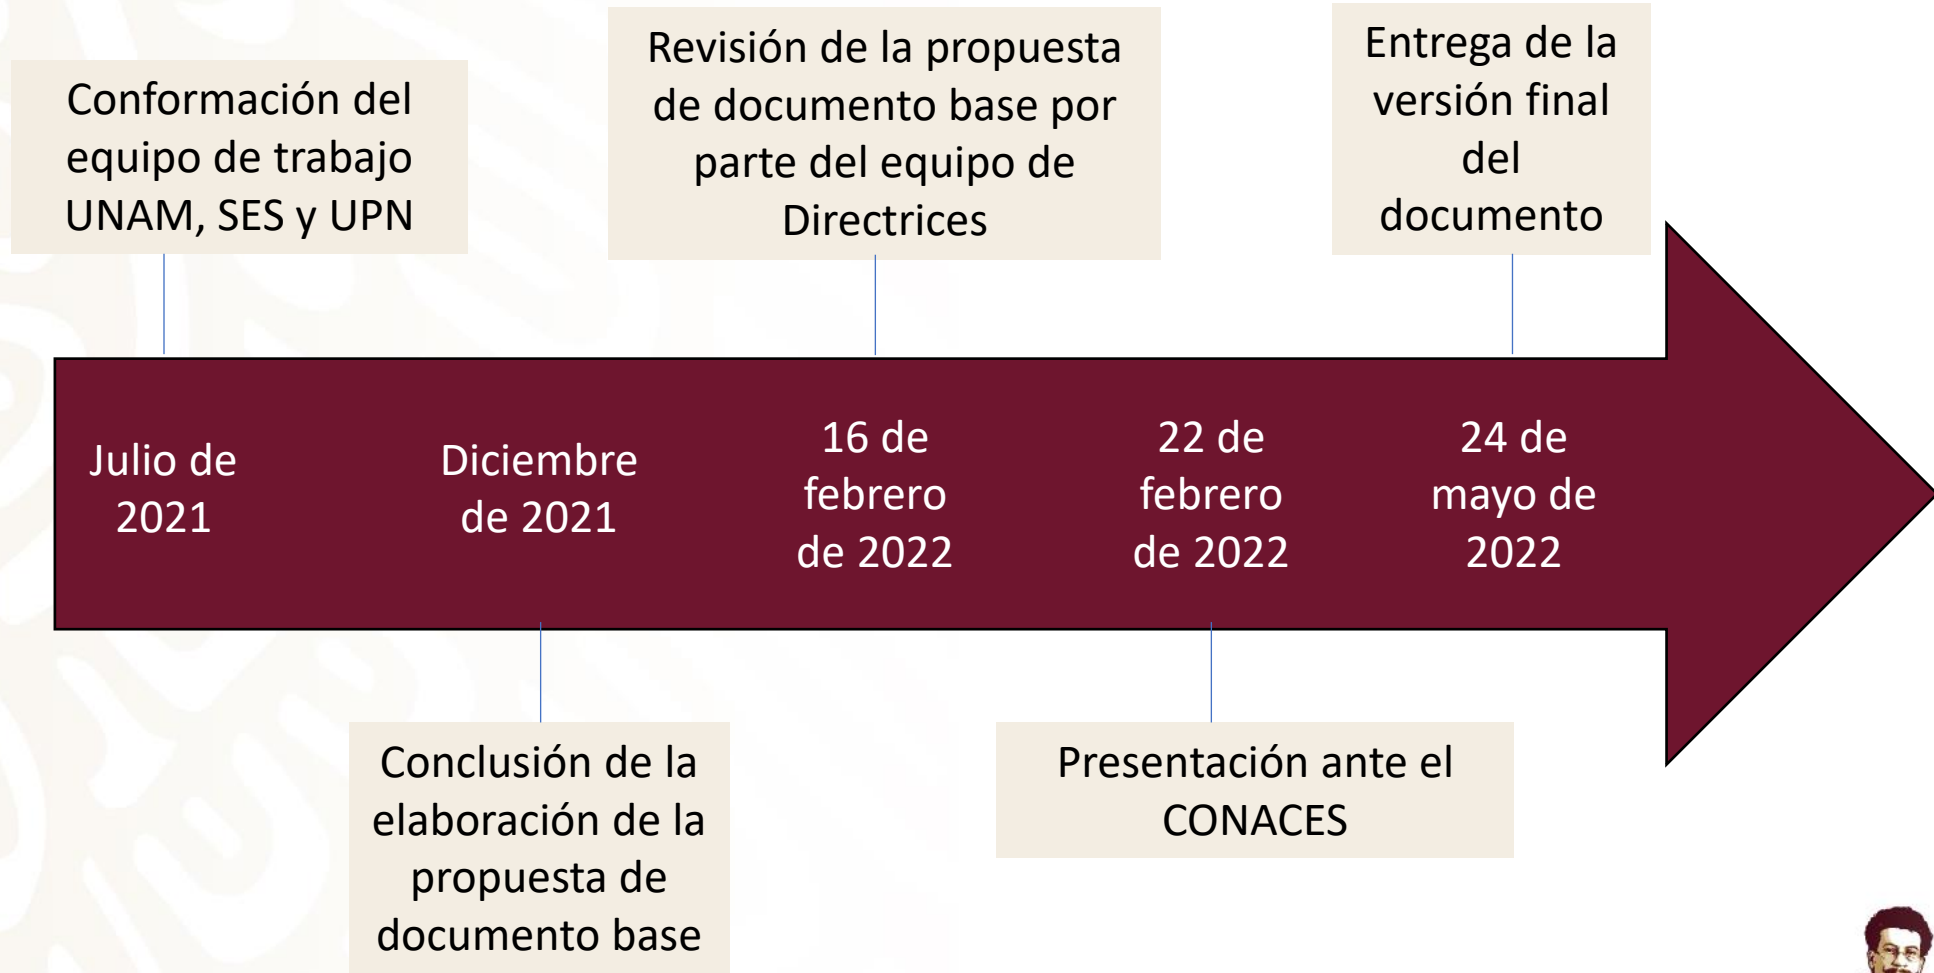 Conformación del
equipo de trabajo
UNAM, SES y UPN
Revisión de la propuesta
de documento base por
parte del equipo de
Directrices
Entrega de la
versión final
del
documento
Julio de
2021
Diciembre
de 2021
16 de
febrero
de 2022
22 de
febrero
de 2022
24 de
mayo de
2022
Conclusión de la
elaboración de la
propuesta de
documento base
Presentación ante el
CONACES